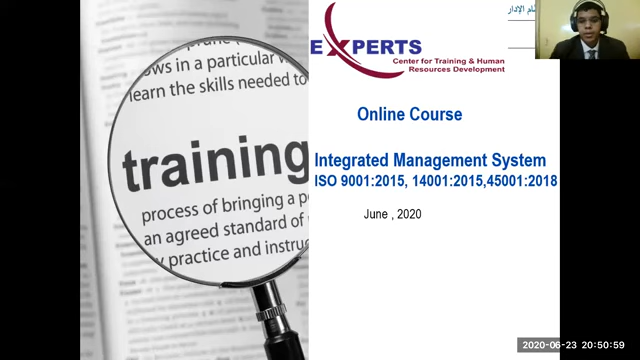 prune (
ows in a particular
learn the skills needed to
training
process of bringing a p
an agreed standard of
y practice and instruc
EXPERTS
Center for Training & Human
Resources Development
Online Course
Integrated Management System
ISO 9001:2015, 14001:2015,45001:2018
June , 2020
2020-06-23 20:50:59